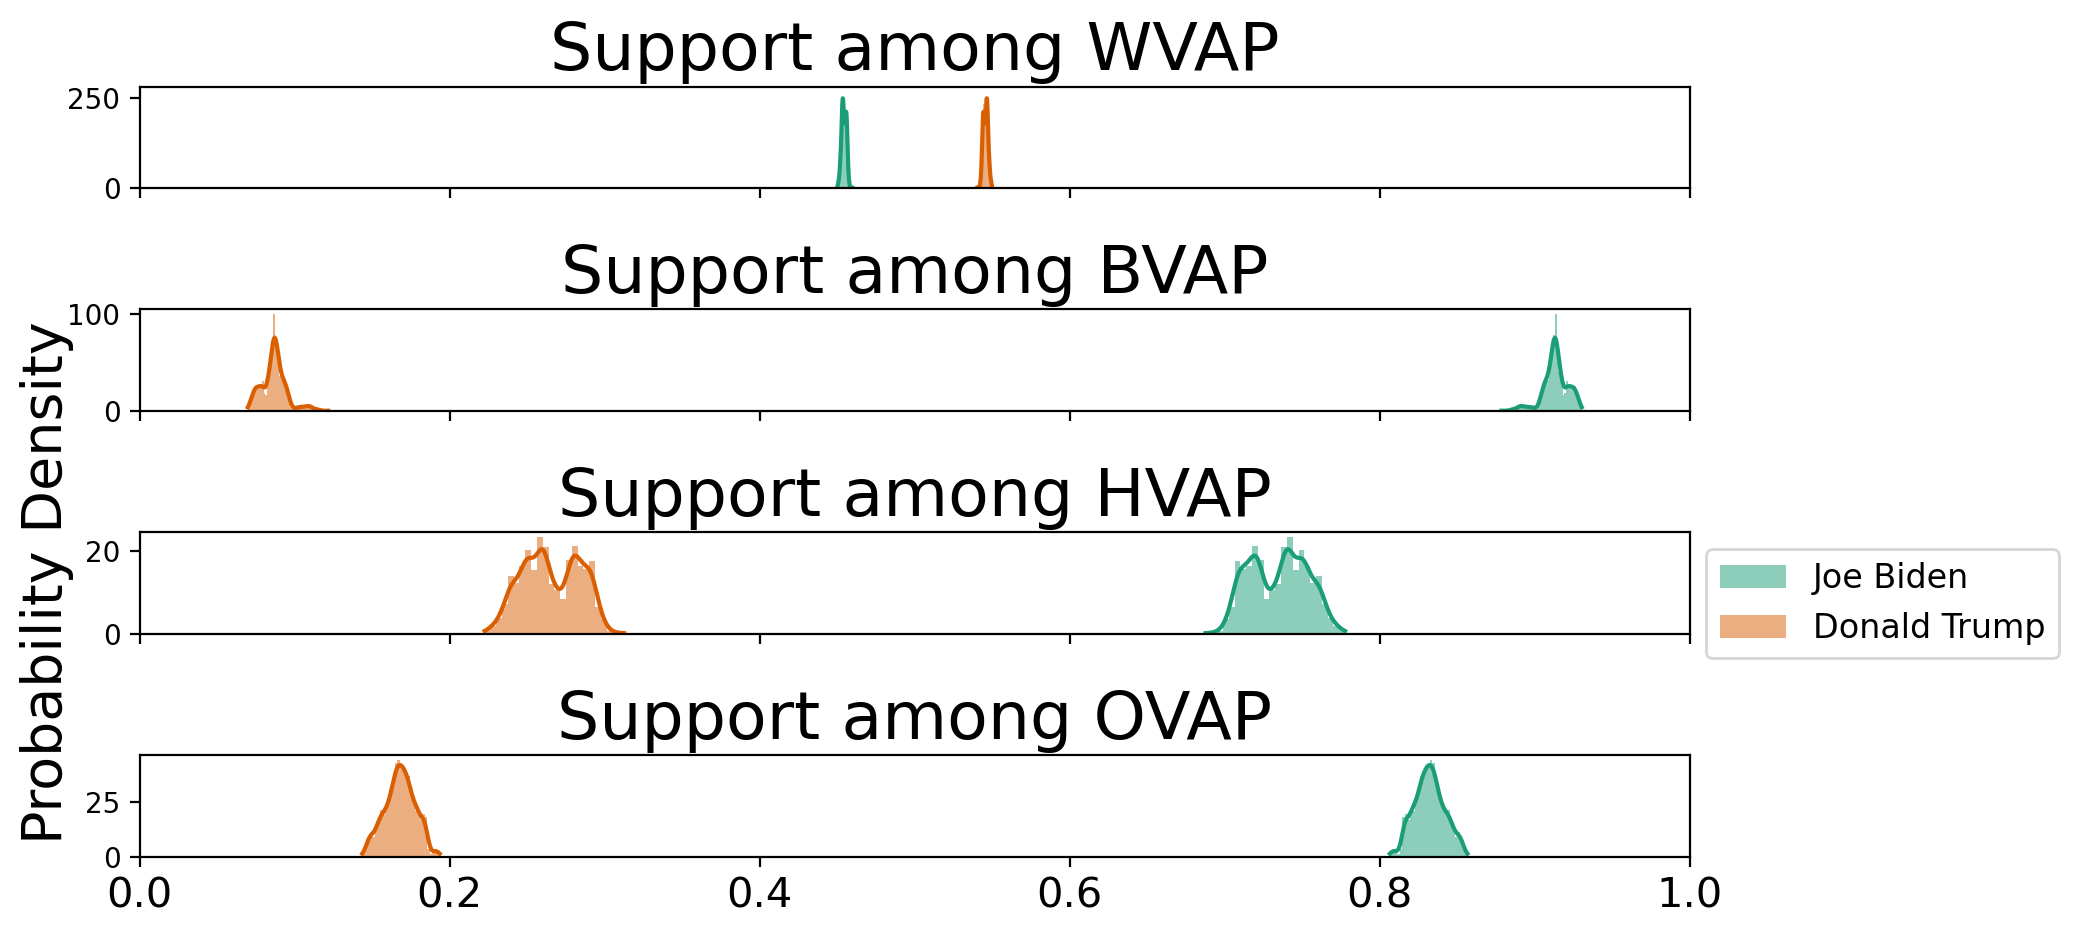 Support among WVAP
250
0
Support among BVAP
100
0
Support among HVAP
20
0
Support among OVAP
25
0
0.0 0.2 0.4 0.6 0.8 1.0
Probability Density
Joe Biden
Donald Trump